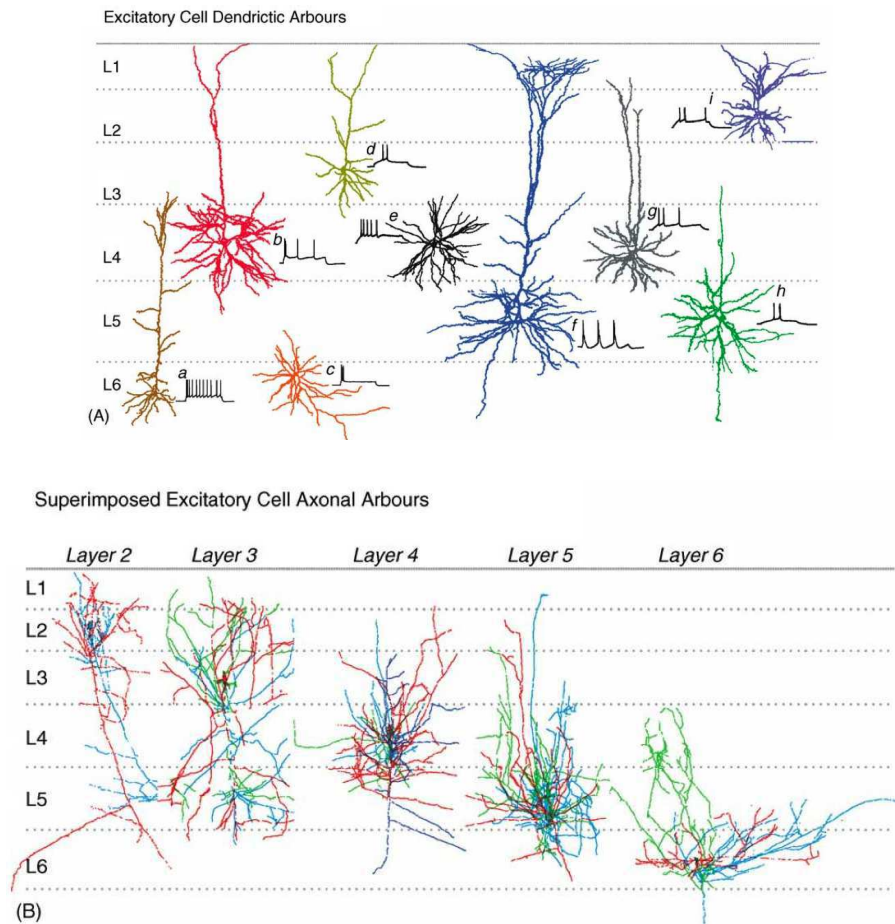 Excitatory Cell Dendrictic Arbours
L1
L2
L3
L4
L5
L6
a
b
c
d
e
f
g
h
i
(A)
Superimposed Excitatory Cell Axonal Arbours
Layer 2 Layer 3 Layer 4 Layer 5 Layer 6
L1
L2
L3
L4
L5
L6
(B)